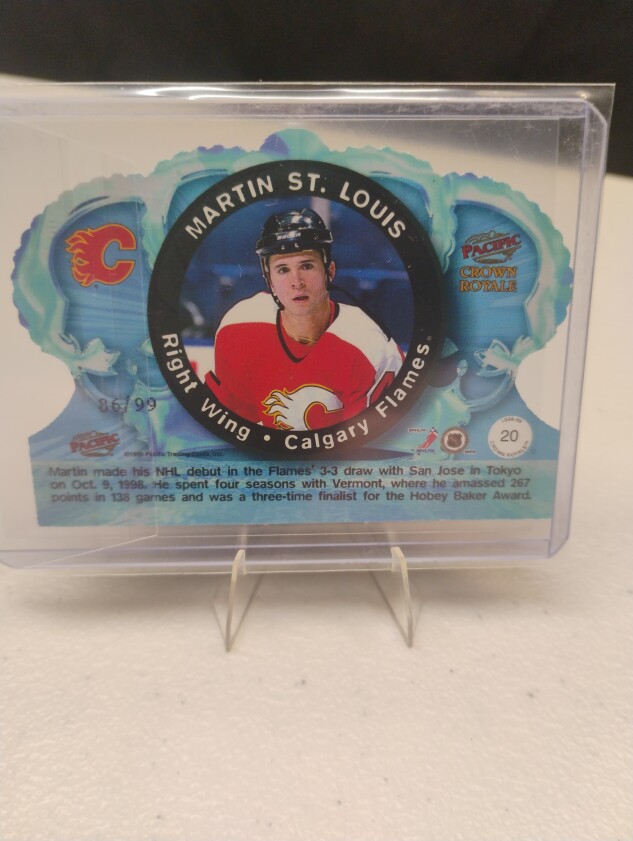 MARTIN ST. LOUIS
PACIFIC
CROWN
ROYALE
Right Wing • Calgary Flames
86/99
PACIFIC
20
Martin made his NHL debut in the Flames' 3-3 draw with San Jose in Tokyo
on Oct. 9, 1998. He spent four seasons with Vermont, where he amassed 267
points in 138 games and was a three-time finalist for the Hobey Baker Award.